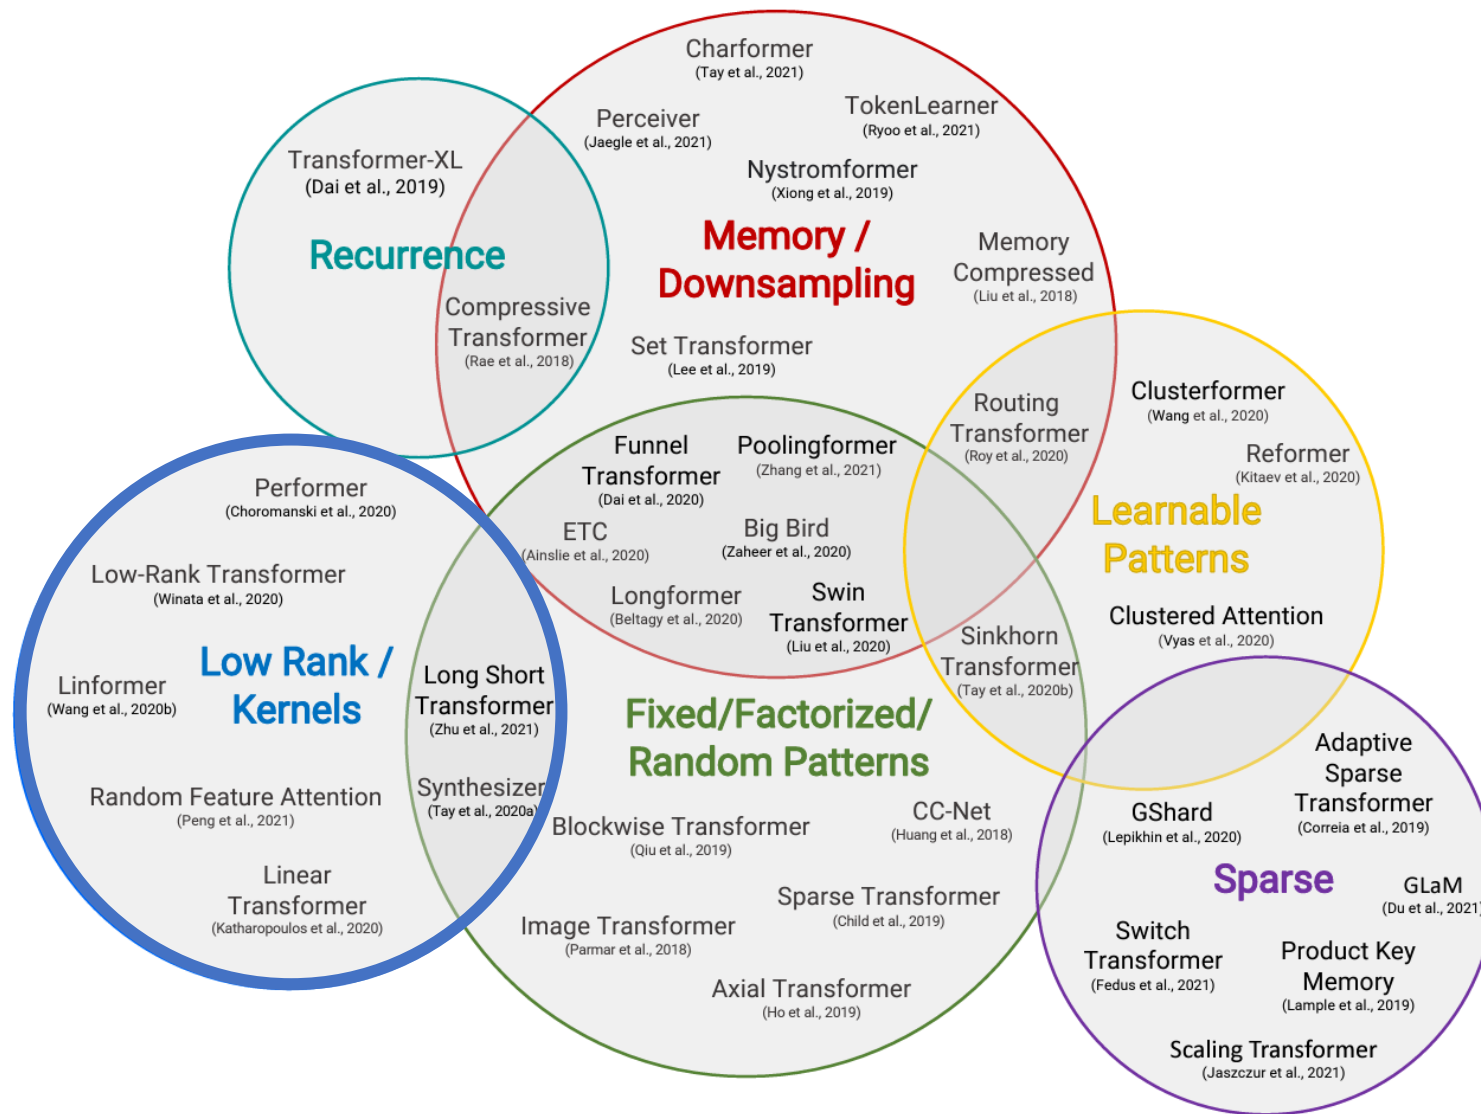 Charformer
(Tay et al., 2021)
Perceiver
(Jaegle et al., 2021)
TokenLearner
(Ryoo et al., 2021)
Transformer-XL
(Dai et al., 2019)
Nystromformer
(Xiong et al., 2019)
Recurrence
Memory /
Downsampling
Memory
Compressed
(Liu et al., 2018)
Compressive
Transformer
(Rae et al., 2018)
Set Transformer
(Lee et al., 2019)
Routing
Transformer
(Roy et al., 2020)
Clusterformer
(Wang et al., 2020)
Reformer
(Kitaev et al., 2020)
Funnel
Transformer
(Dai et al., 2020)
Poolingformer
(Zhang et al., 2021)
Learnable
Patterns
Performer
(Choromanski et al., 2020)
ETC
(Ainslie et al., 2020)
Big Bird
(Zaheer et al., 2020)
Low-Rank Transformer
(Winata et al., 2020)
Longformer
(Beltagy et al., 2020)
Swin
Transformer
(Liu et al., 2020)
Clustered Attention
(Vyas et al., 2020)
Sinkhorn
Transformer
(Tay et al., 2020b)
Low Rank /
Kernels
Linformer
(Wang et al., 2020b)
Long Short
Transformer
(Zhu et al., 2021)
Fixed/Factorized/
Random Patterns
Synthesizer
(Tay et al., 2020a)
Random Feature Attention
(Peng et al., 2021)
Blockwise Transformer
(Qiu et al., 2019)
CC-Net
(Huang et al., 2018)
GShard
(Lepikhin et al., 2020)
Adaptive
Sparse
Transformer
(Correia et al., 2019)
Linear
Transformer
(Katharopoulos et al., 2020)
Sparse Transformer
(Child et al., 2019)
Sparse
GLaM
(Du et al., 2021)
Image Transformer
(Parmar et al., 2018)
Switch
Transformer
(Fedus et al., 2021)
Product Key
Memory
(Lample et al., 2019)
Axial Transformer
(Ho et al., 2019)
Scaling Transformer
(Jaszczur et al., 2021)